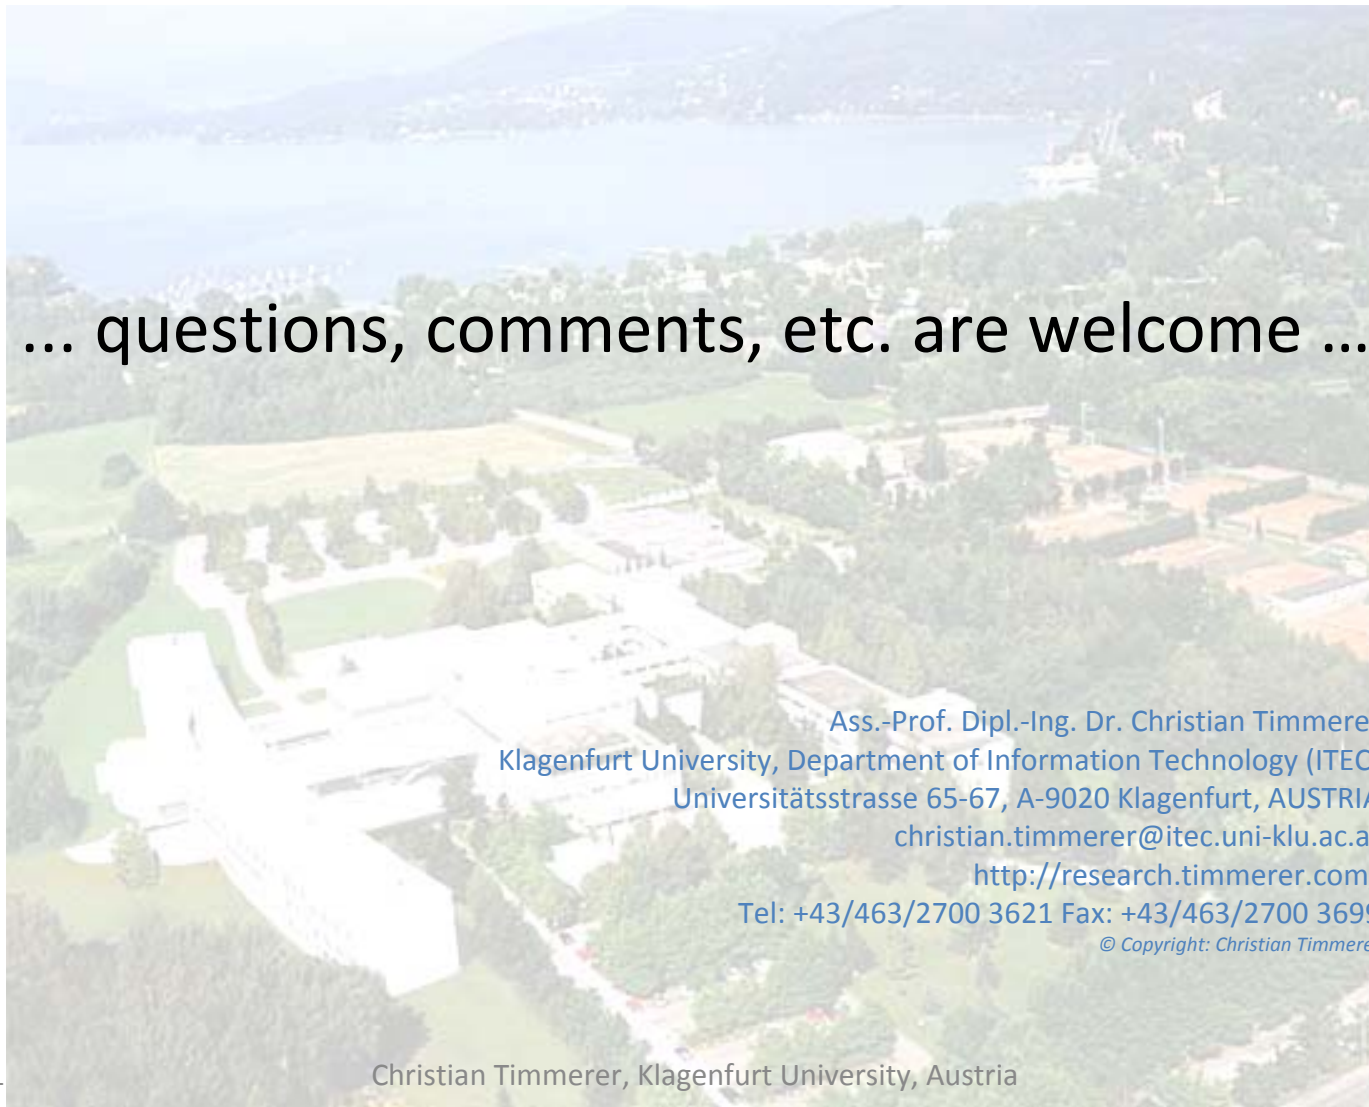 ... questions, comments, etc. are welcome ...
Ass.-Prof. Dipl.-Ing. Dr. Christian Timmere
Klagenfurt University, Department of Information Technology (ITEC
Universitätsstrasse 65-67, A-9020 Klagenfurt, AUSTRIA
christian.timmerer@itec.uni-klu.ac.a
http://research.timmerer.com
Tel: +43/463/2700 3621 Fax: +43/463/2700 3699
© Copyright: Christian Timmere
Christian Timmerer, Klagenfurt University, Austria